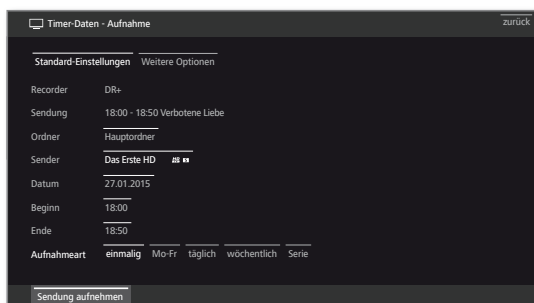 Timer-Daten - Aufnahme zurück
Standard-Einstellungen Weitere Optionen
Recorder DR+
Sendung 18:00 - 18:50 Verbotene Liebe
Ordner Hauptordner
Sender Das Erste HD
Datum 27.01.2015
Beginn 18:00
Ende 18:50
Aufnahmeart einmalig Mo-Fr täglich wöchentlich Serie
Sendung aufnehmen